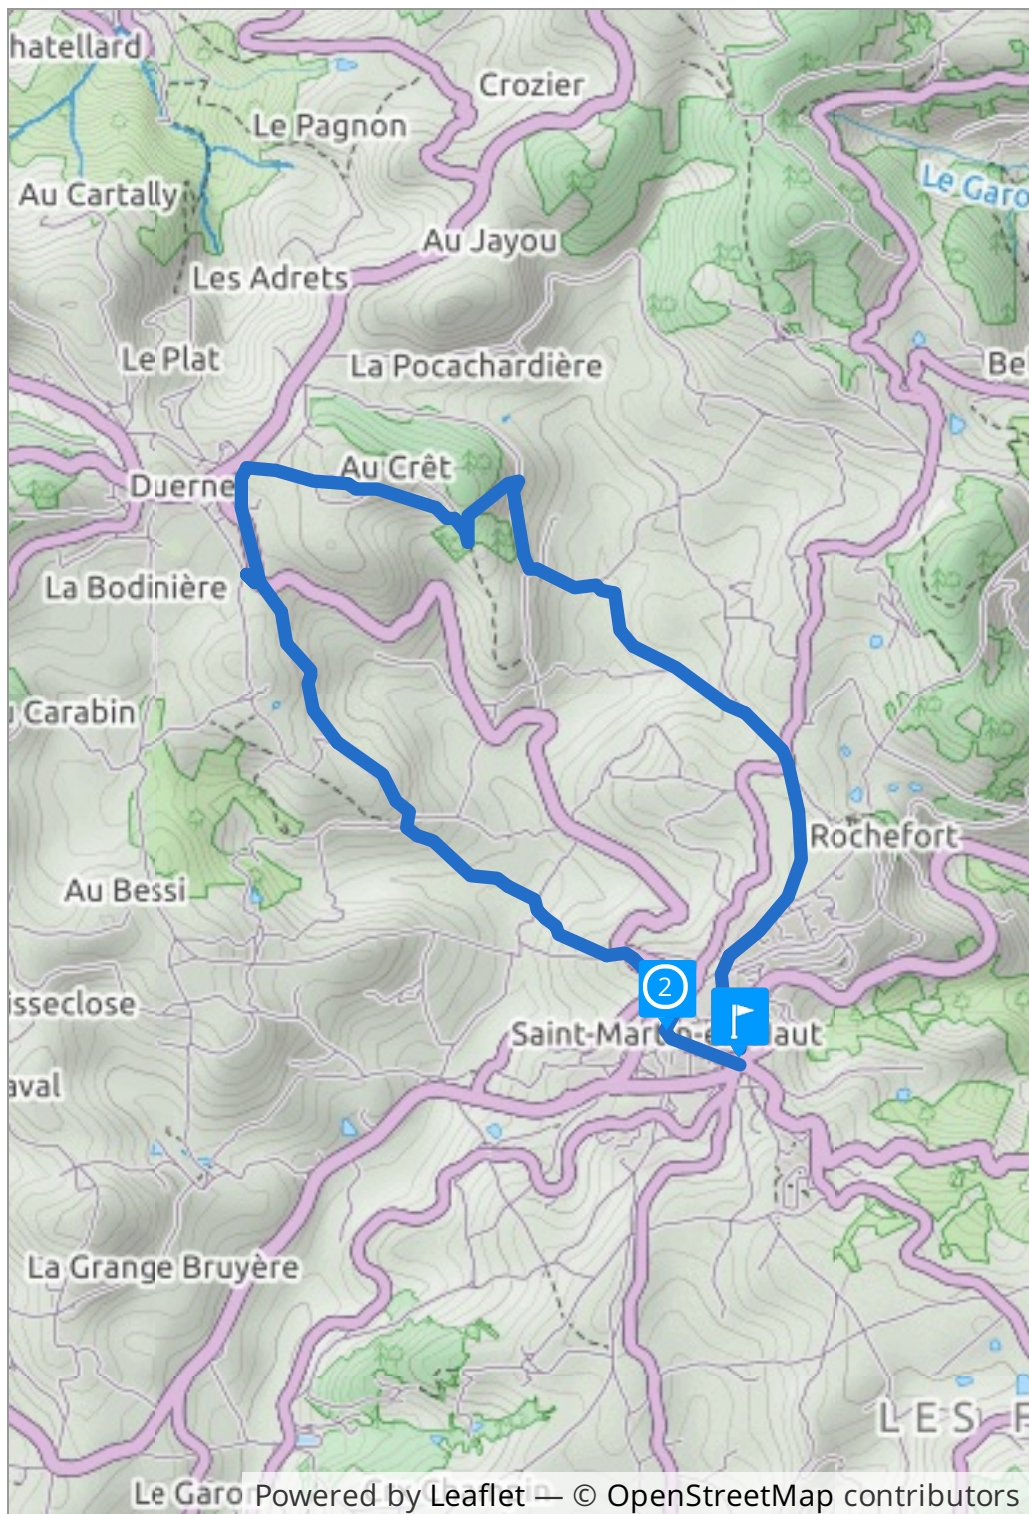 hatellard
Crozier
Le Pagnon
Au Cartally
Le Garo
Au Jayou
Les Adrets
Le Plat
La Pocachardière
Be
Au Crêt
Duerne
La Bodinière
Carabin
Rochefort
Au Bessi
2
isseclose
Saint-Martin-e Haut
aval
La Grange Bruyère
LES F
Le Garo
Powered by Leaflet — © OpenStreetMap contributors